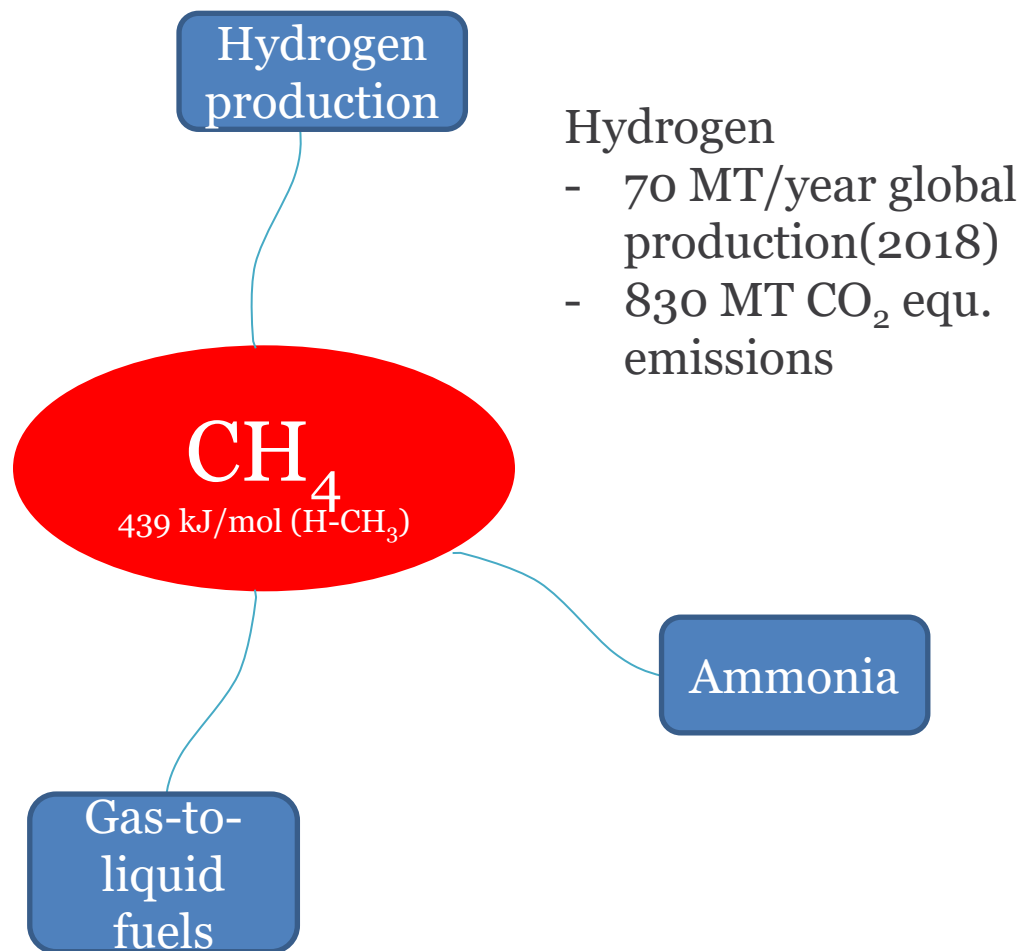 Hydrogen
production
Hydrogen
- 70 MT/year global
production(2018)
- 830 MT CO₂ equ.
emissions
CH₄
439 kJ/mol (H-CH₃)
Ammonia
Gas-to-
liquid
fuels